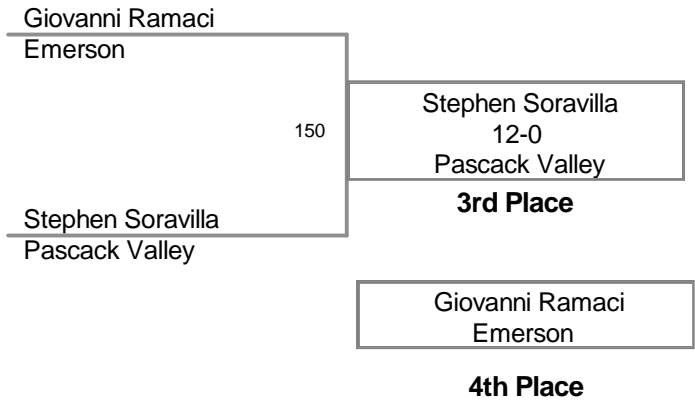 Giovanni Ramaci
Emerson
150
Stephen Soravilla
12-0
Pascack Valley
3rd Place
Stephen Soravilla
Pascack Valley
Giovanni Ramaci
Emerson
4th Place